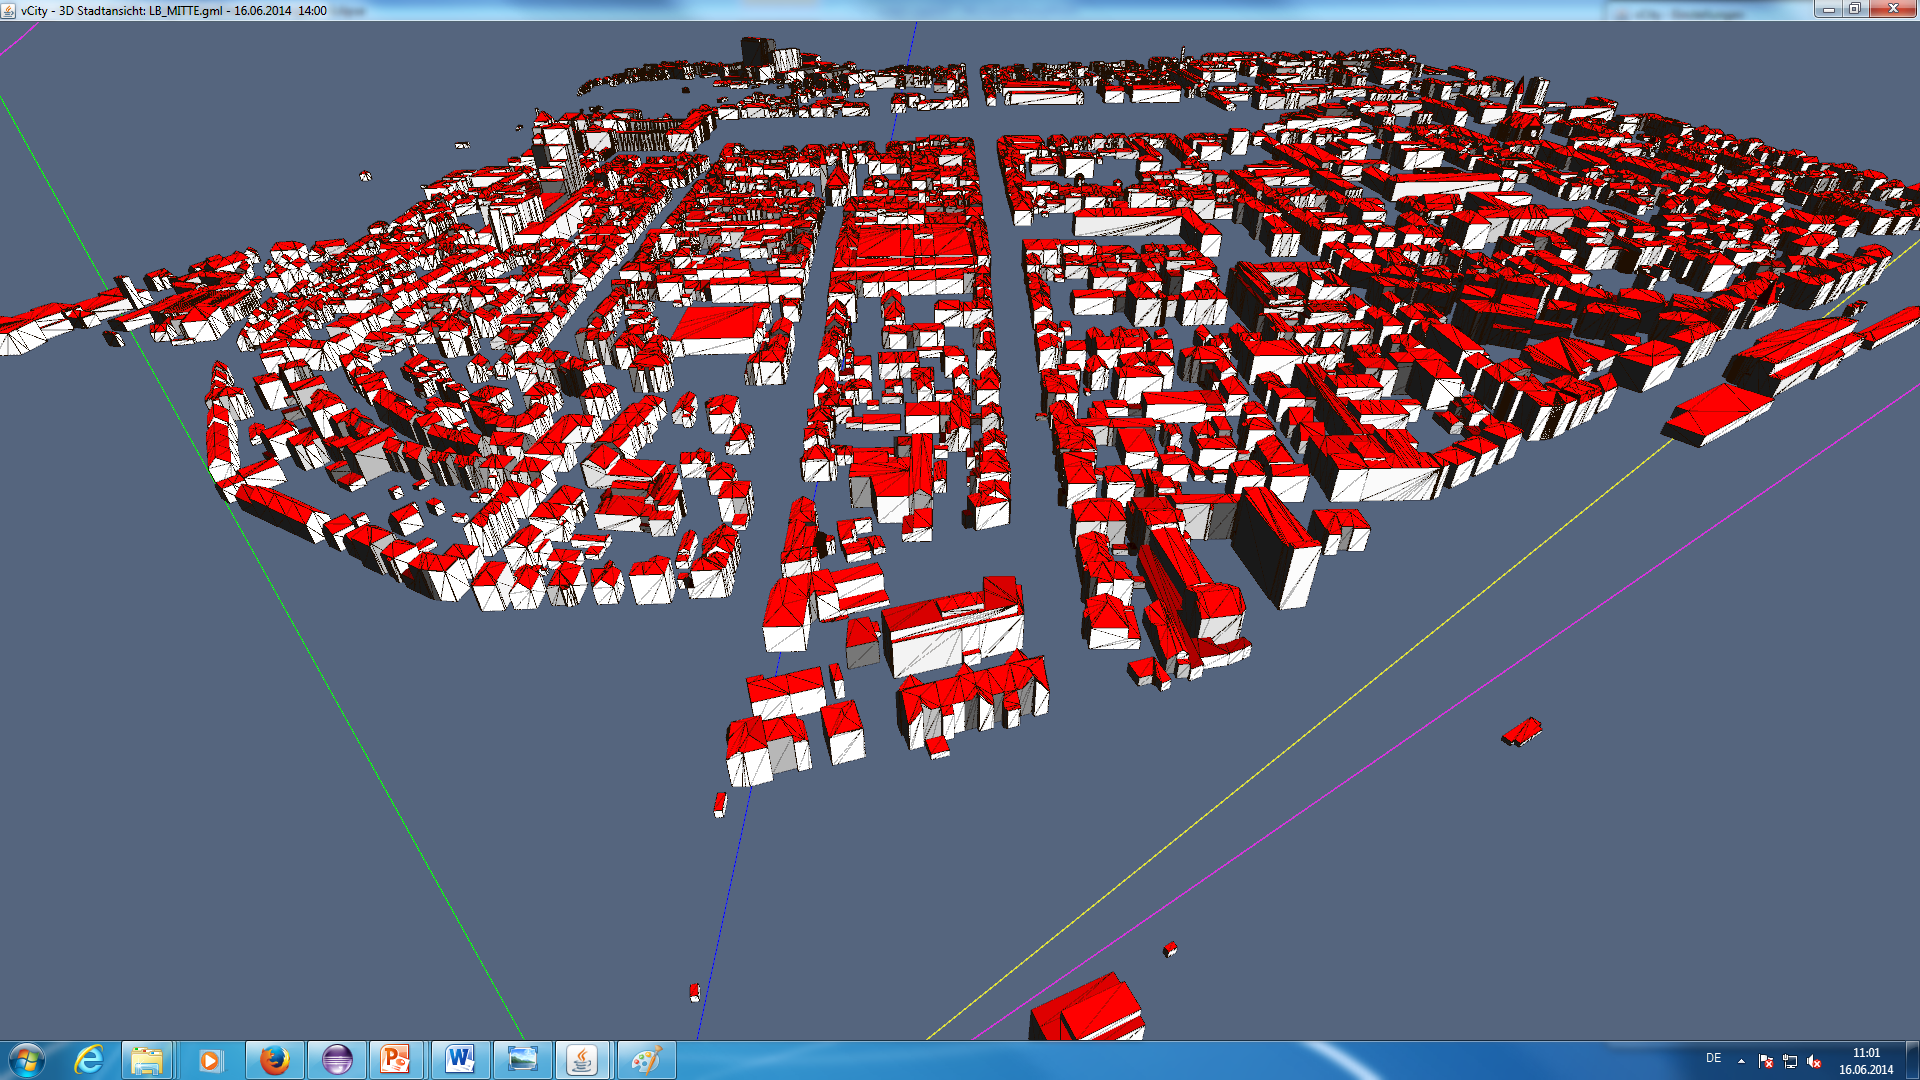 vCity - 3D Stadtansicht: LB_MITTE.gml - 16.06.2014 14:00
DE
11:01
16.06.2014